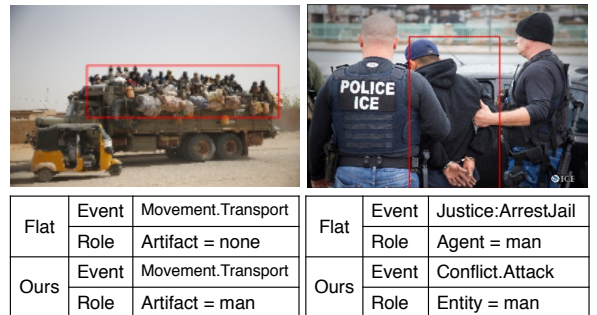 POLICE
ICE
ICE
Flat Event Movement.Transport
Role Artifact = none
Ours Event Movement.Transport
Role Artifact = man
Flat Event Justice:ArrestJail
Role Agent = man
Ours Event Conflict.Attack
Role Entity = man